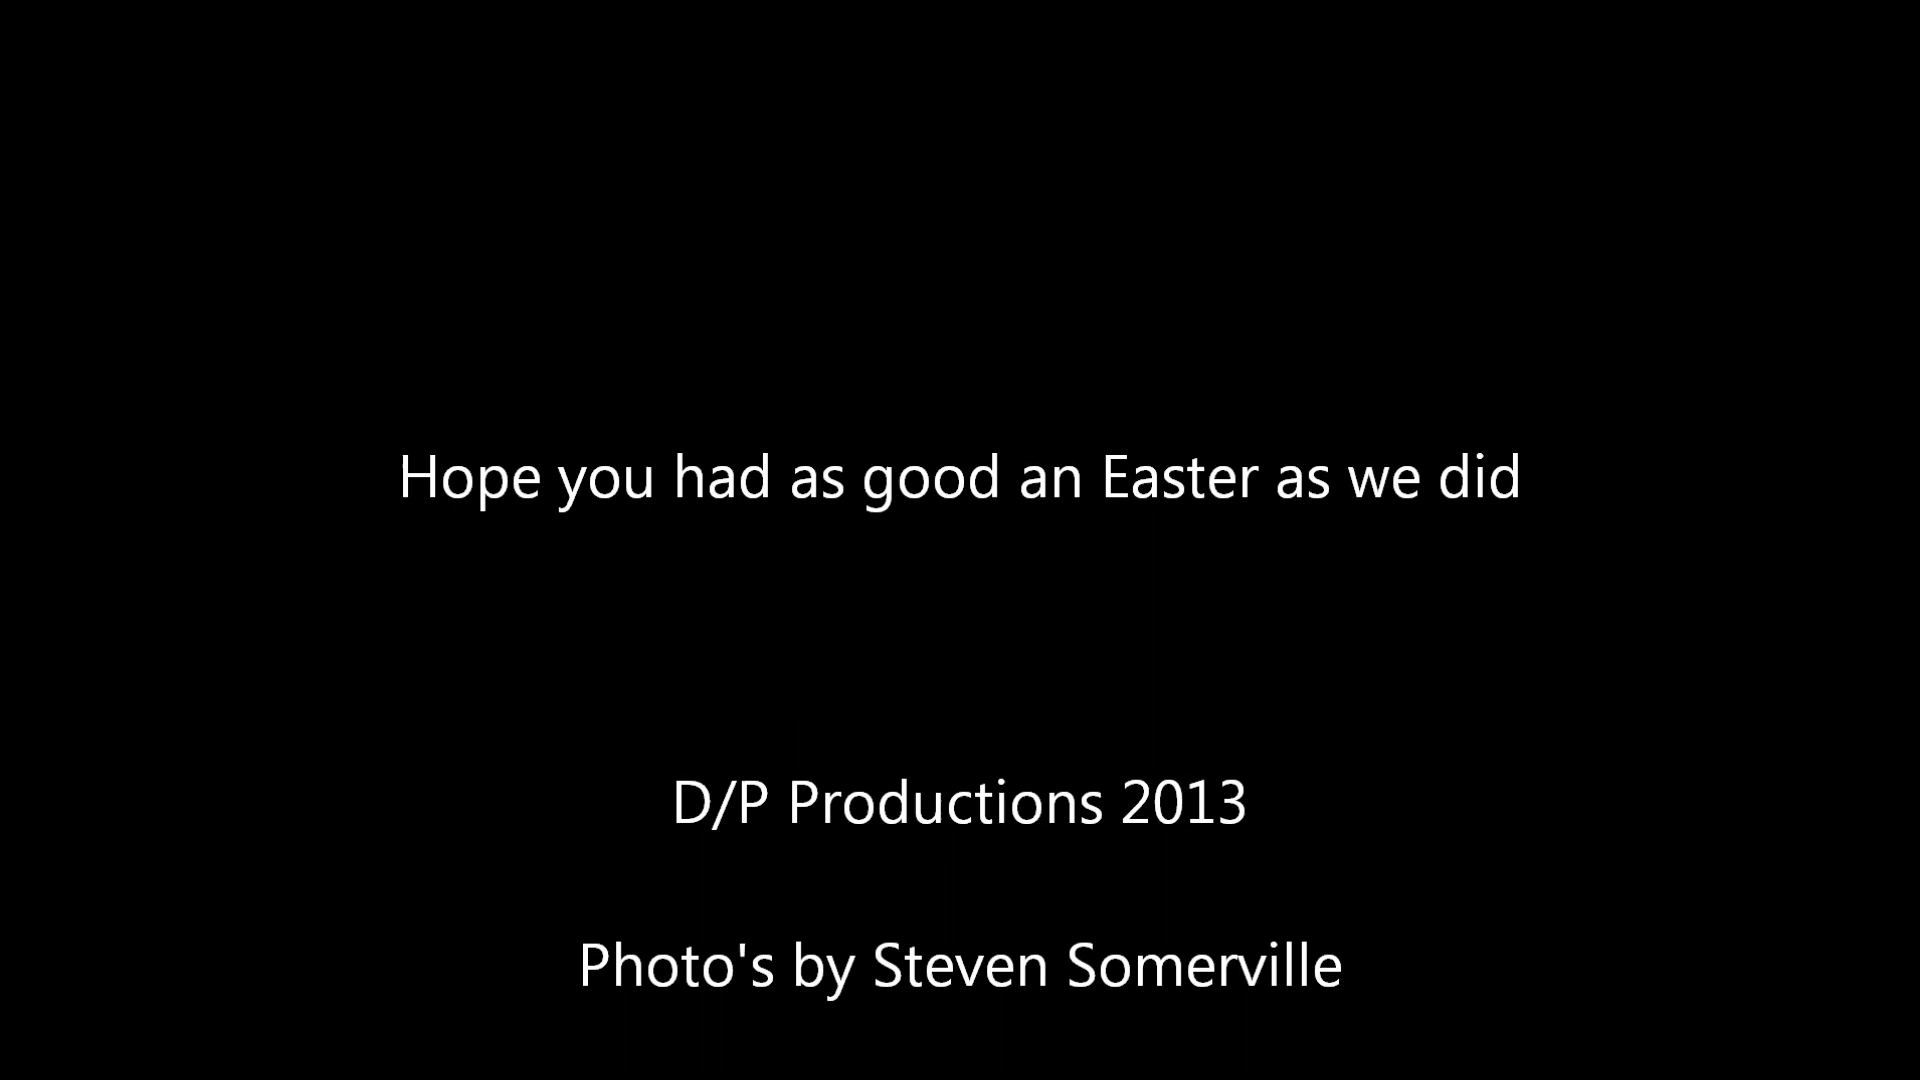 Hope you had as good an Easter as we did
D/P Productions 2013
Photo's by Steven Somerville